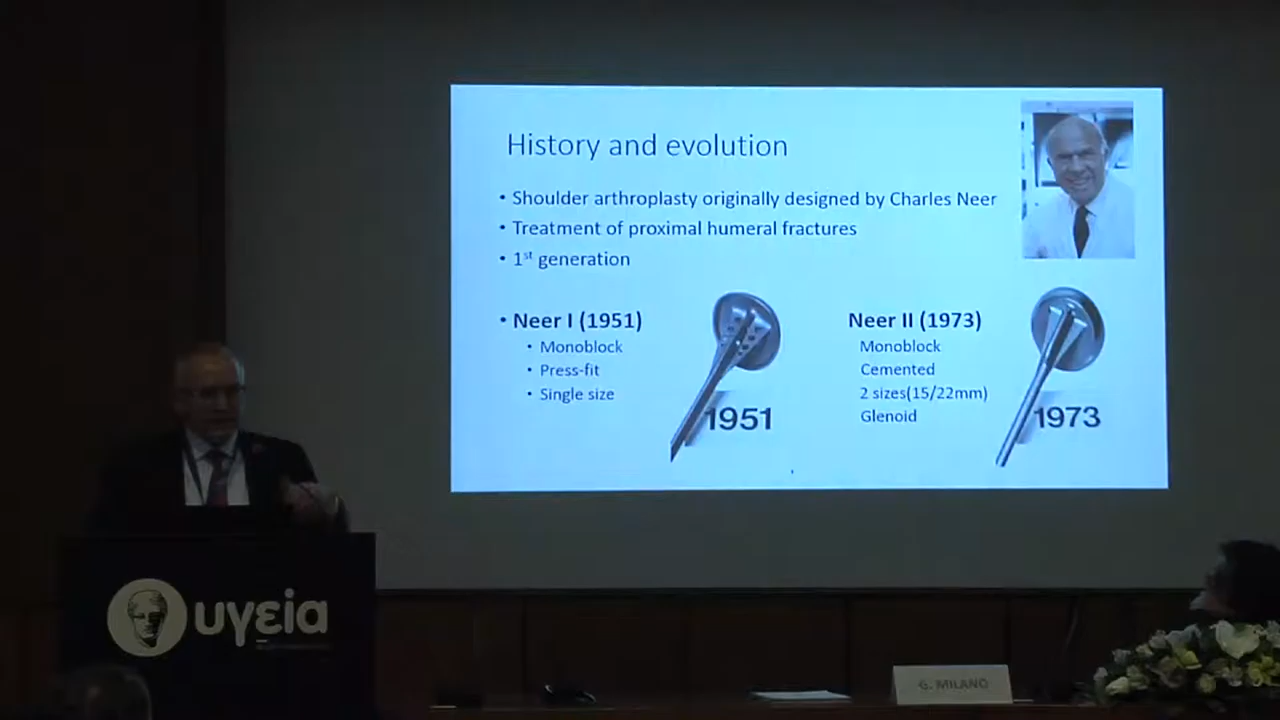 History and evolution
• Shoulder arthroplasty originally designed by Charles Neer
• Treatment of proximal humeral fractures
• 1st generation
• Neer I (1951)
• Monoblock
• Press-fit
• Single size
1951
Neer II (1973)
Monoblock
Cemented
2 sizes(15/22mm)
Glenoid
1973
υγεία
G. MILANO